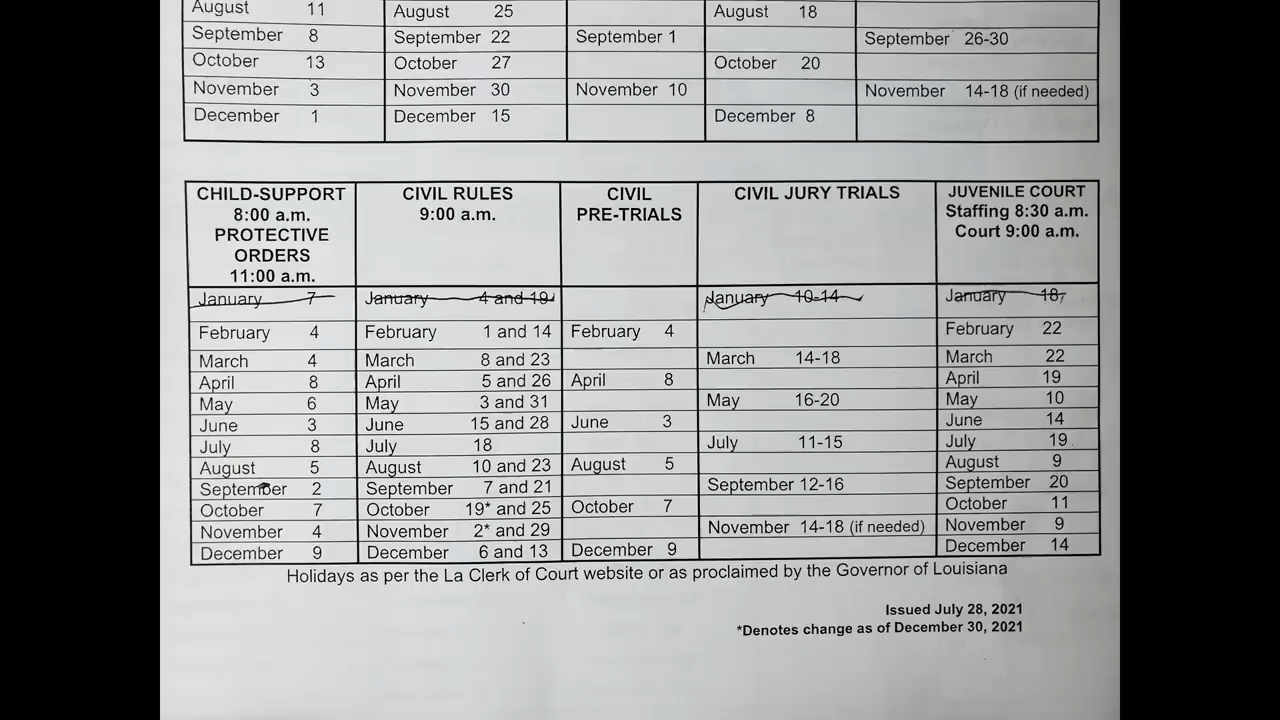 August 11 August 25 August 18
September 8 September 22 September 1 September 26-30
October 13 October 27 October 20
November 3 November 30 November 10 November 14-18 (if needed)
December 1 December 15 December 8
CHILD-SUPPORT CIVIL RULES CIVIL CIVIL JURY TRIALS JUVENILE COURT
8:00 a.m. 9:00 a.m. PRE-TRIALS Staffing 8:30 a.m.
PROTECTIVE Court 9:00 a.m.
ORDERS
11:00 a.m.
January 7 January 4 and 19 January 10-14 January 18
February 4 February 1 and 14 February 4 February 22
March 4 March 8 and 23 March 14-18 March 22
April 8 April 5 and 26 April 8 April 19
May 6 May 3 and 31 May 16-20 May 10
June 3 June 15 and 28 June 3 June 14
July 8 July 18 July 11-15 July 19
August 5 August 10 and 23 August 5 August 9
September 2 September 7 and 21 September 12-16 September 20
October 7 October 19* and 25 October 7 October 11
November 4 November 2* and 29 November 14-18 (if needed) November 9
December 9 December 6 and 13 December 9 December 14
Holidays as per the La Clerk of Court website or as proclaimed by the Governor of Louisiana
Issued July 28, 2021
*Denotes change as of December 30, 2021